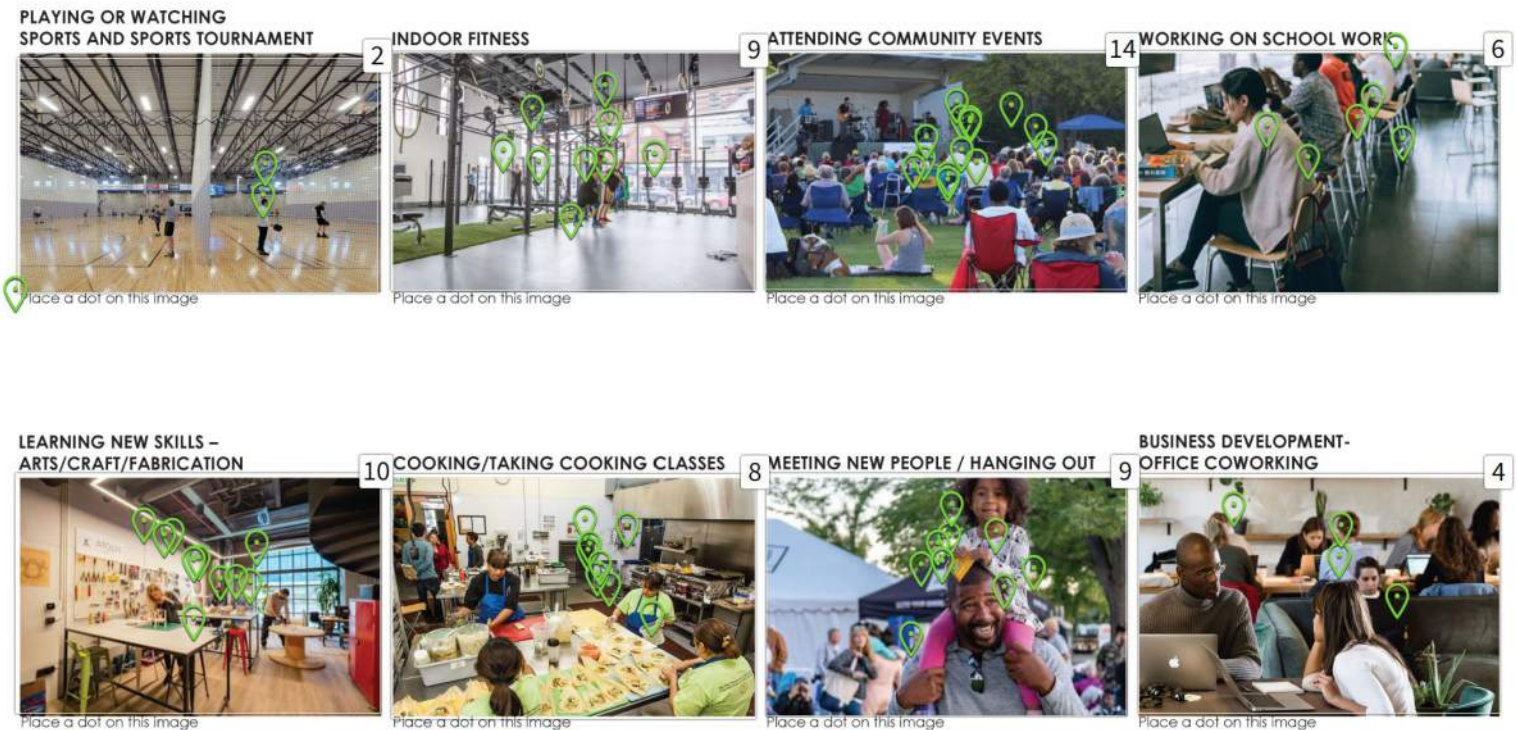 PLAYING OR WATCHING
SPORTS AND SPORTS TOURNAMENT
2
INDOOR FITNESS
9
ATTENDING COMMUNITY EVENTS
14
WORKING ON SCHOOL WORK
6
Place a dot on this image
Place a dot on this image
Place a dot on this image
Place a dot on this image
LEARNING NEW SKILLS –
ARTS/CRAFT/FABRICATION
10
COOKING/TAKING COOKING CLASSES
8
MEETING NEW PEOPLE / HANGING OUT
9
BUSINESS DEVELOPMENT-
OFFICE COWORKING
4
Place a dot on this image
Place a dot on this image
Place a dot on this image
Place a dot on this image